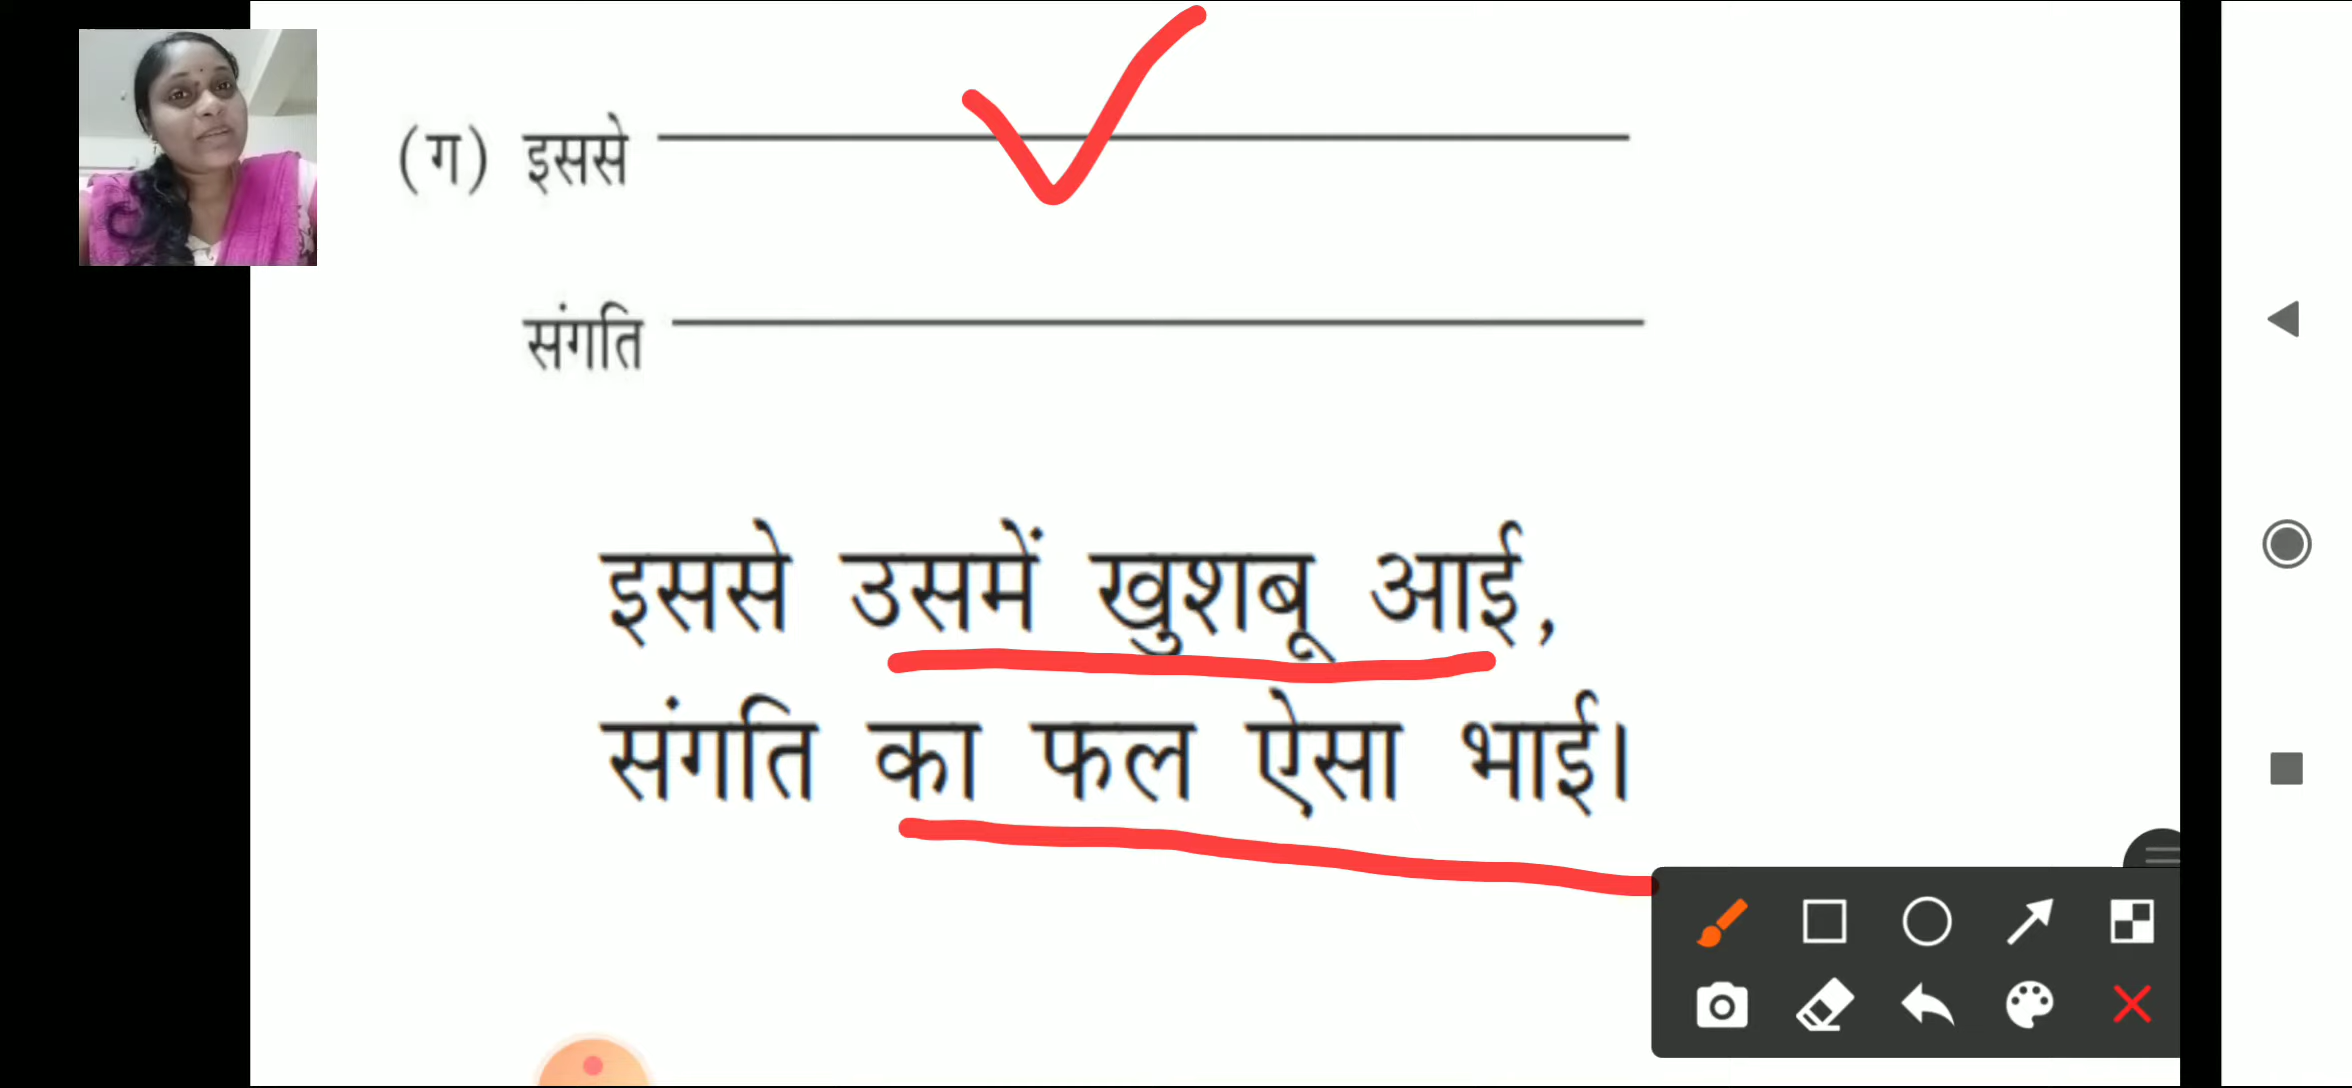 (ग) इससे
संगति
इससे उसमें खुशबू आई,
संगति का फल ऐसा भाई।